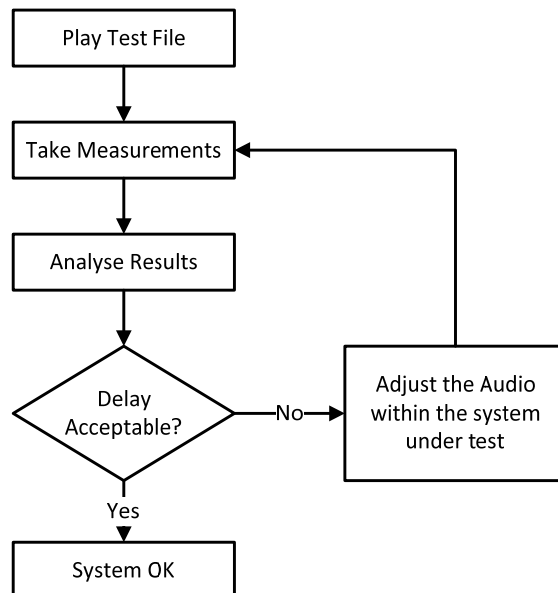 Play Test File
Take Measurements
Analyse Results
Delay
Acceptable?
No
Adjust the Audio
within the system
under test
Yes
System OK